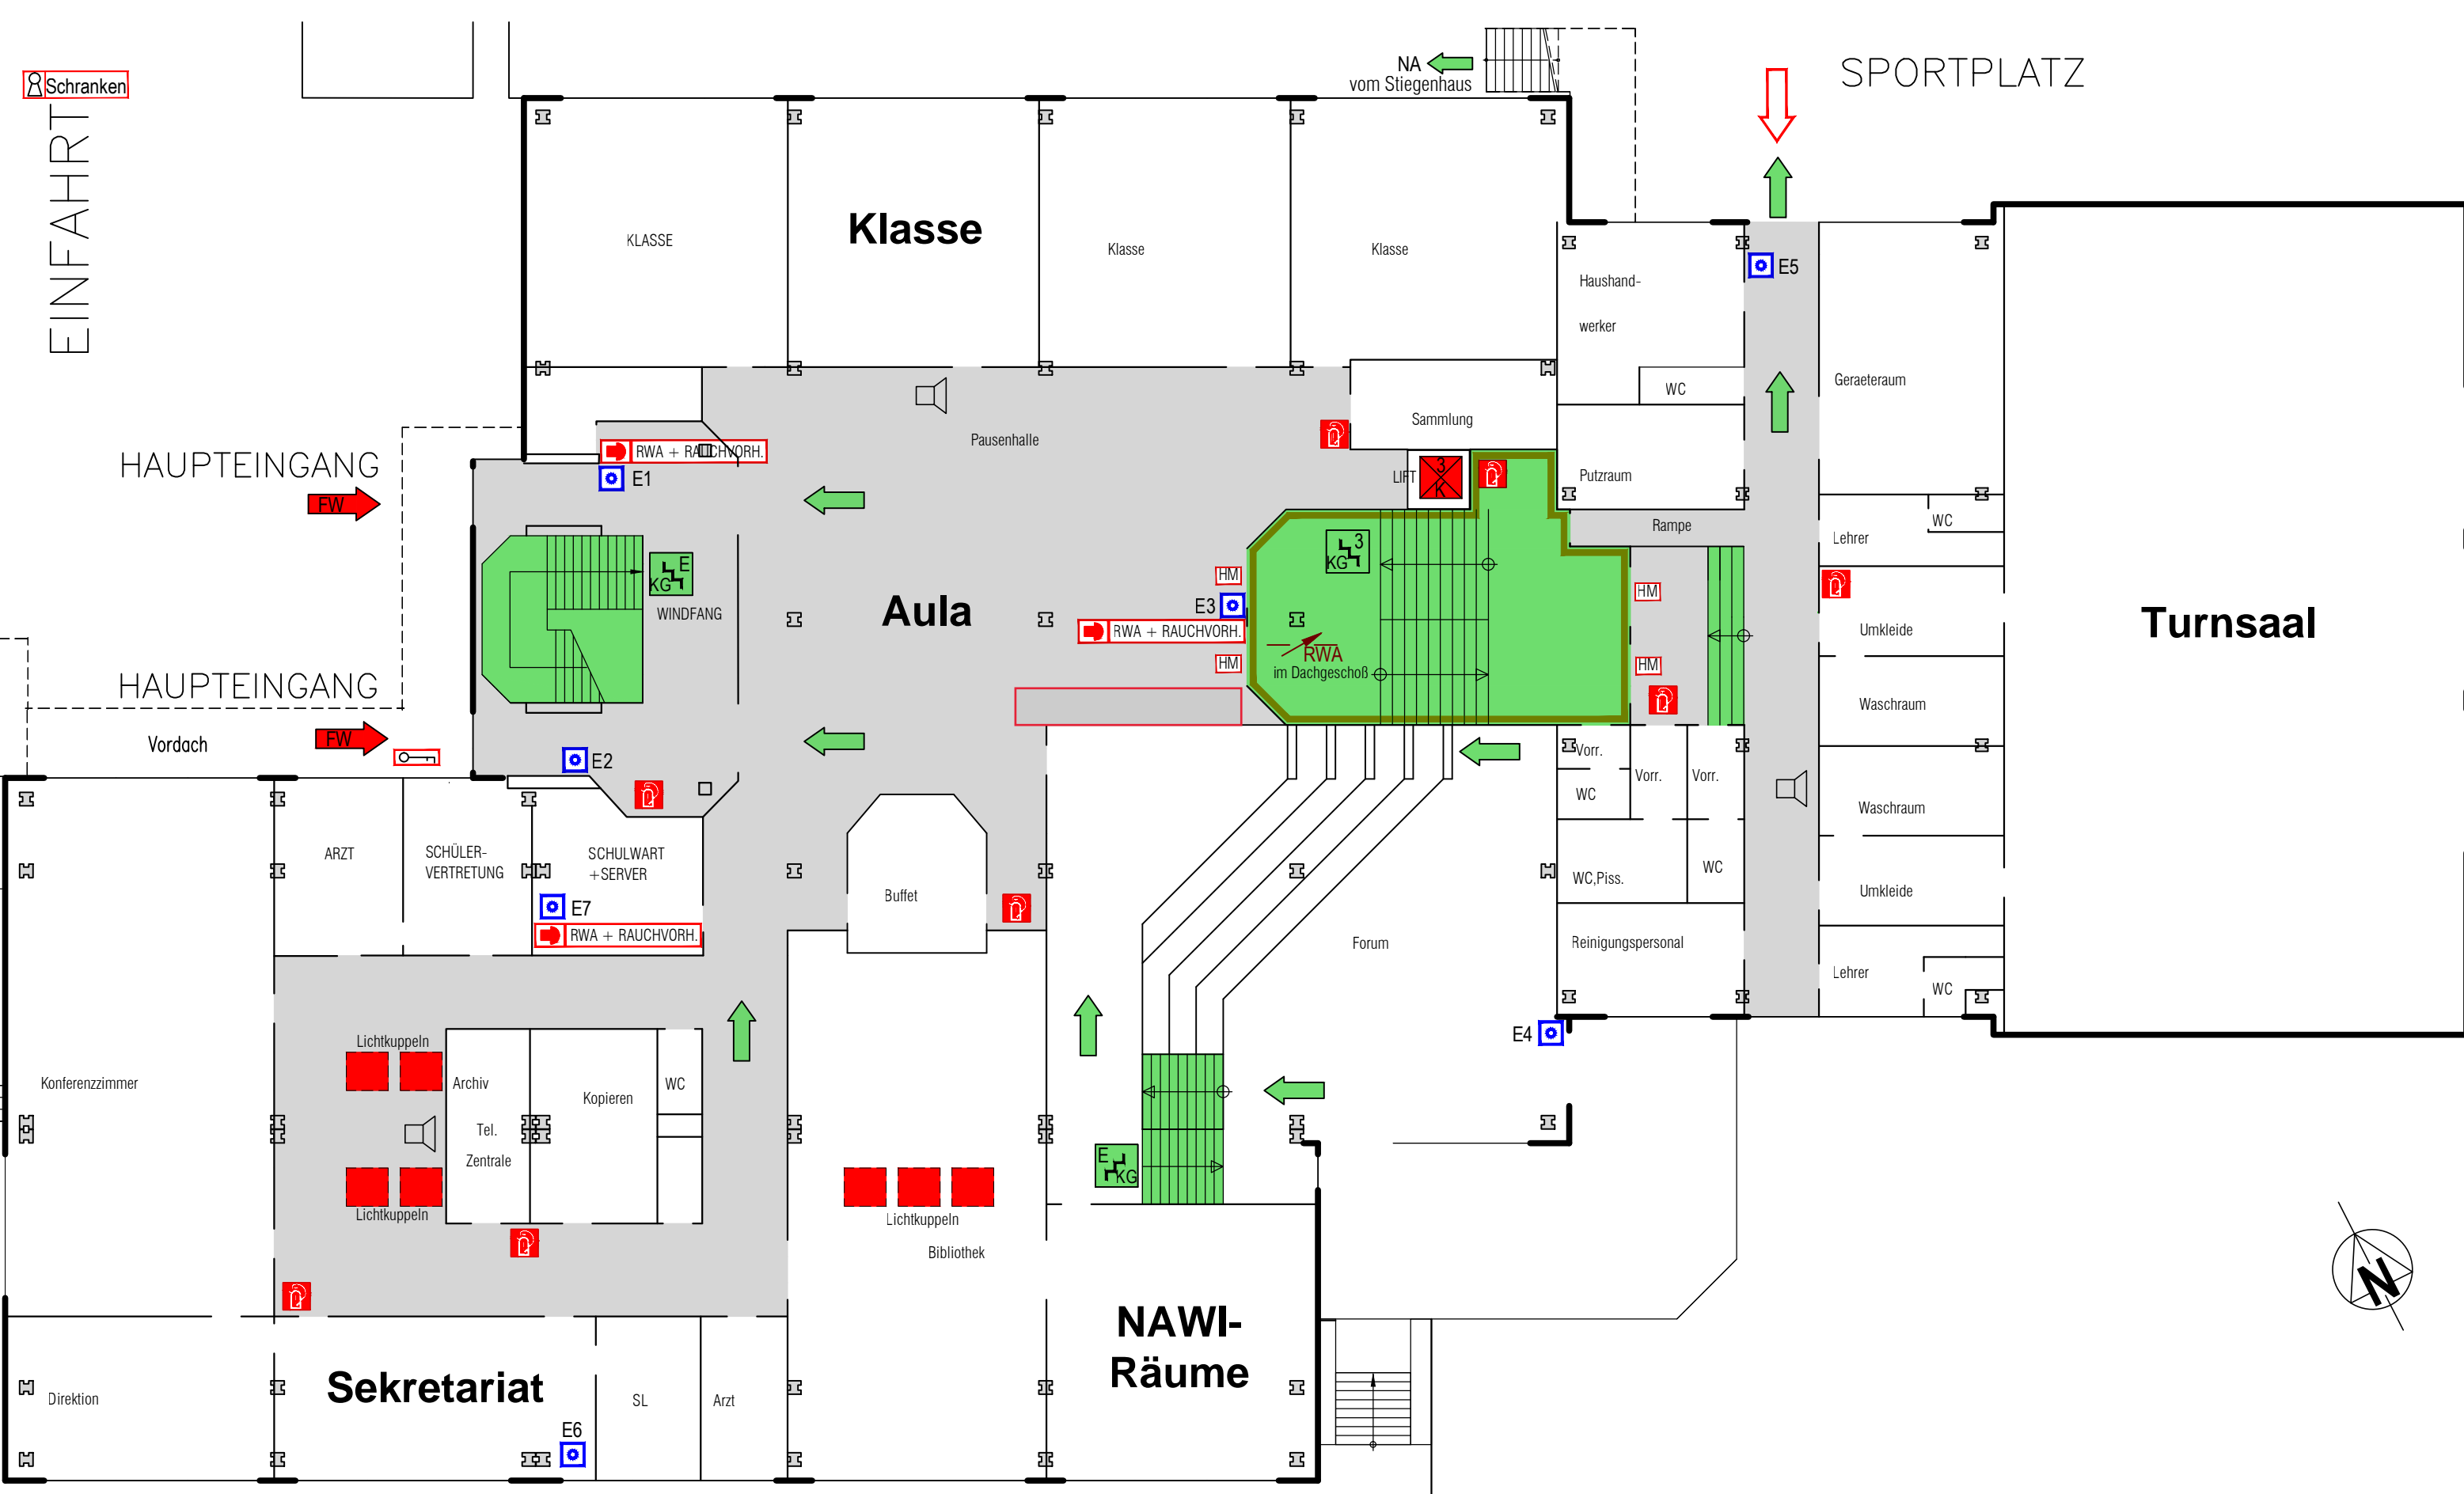 Schranken
EINFAHRT
NA
vom Stiegenhaus
SPORTPLATZ
KLASSE
Klasse
Klasse
Klasse
Haushand-
werker
E5
WC
Geraeteraum
HAUPTEINGANG
FW
RWA + RAUCHVORH.
E1
Pausenhalle
Sammlung
LIFT
3
K
Putzraum
Rampe
Lehrer
WC
E
KG
WINDFANG
Aula
HM
E3
RWA + RAUCHVORH.
HM
3
KG
RWA
im Dachgeschoß
HM
HM
Umkleide
Turnsaal
Waschraum
HAUPTEINGANG
Vordach
FW
E2
Vorr.
Vorr.
Vorr.
WC
Waschraum
ARZT
SCHÜLER-
VERTRETUNG
SCHULWART
+SERVER
E7
RWA + RAUCHVORH.
Buffet
Forum
WC,Piss.
WC
Umkleide
Reinigungspersonal
Lehrer
WC
E4
Lichtkuppeln
Konferenzzimmer
Archiv
Tel.
Zentrale
Kopieren
WC
Lichtkuppeln
E
KG
Lichtkuppeln
Bibliothek
N
NAWI-
Räume
Direktion
Sekretariat
E6
SL
Arzt